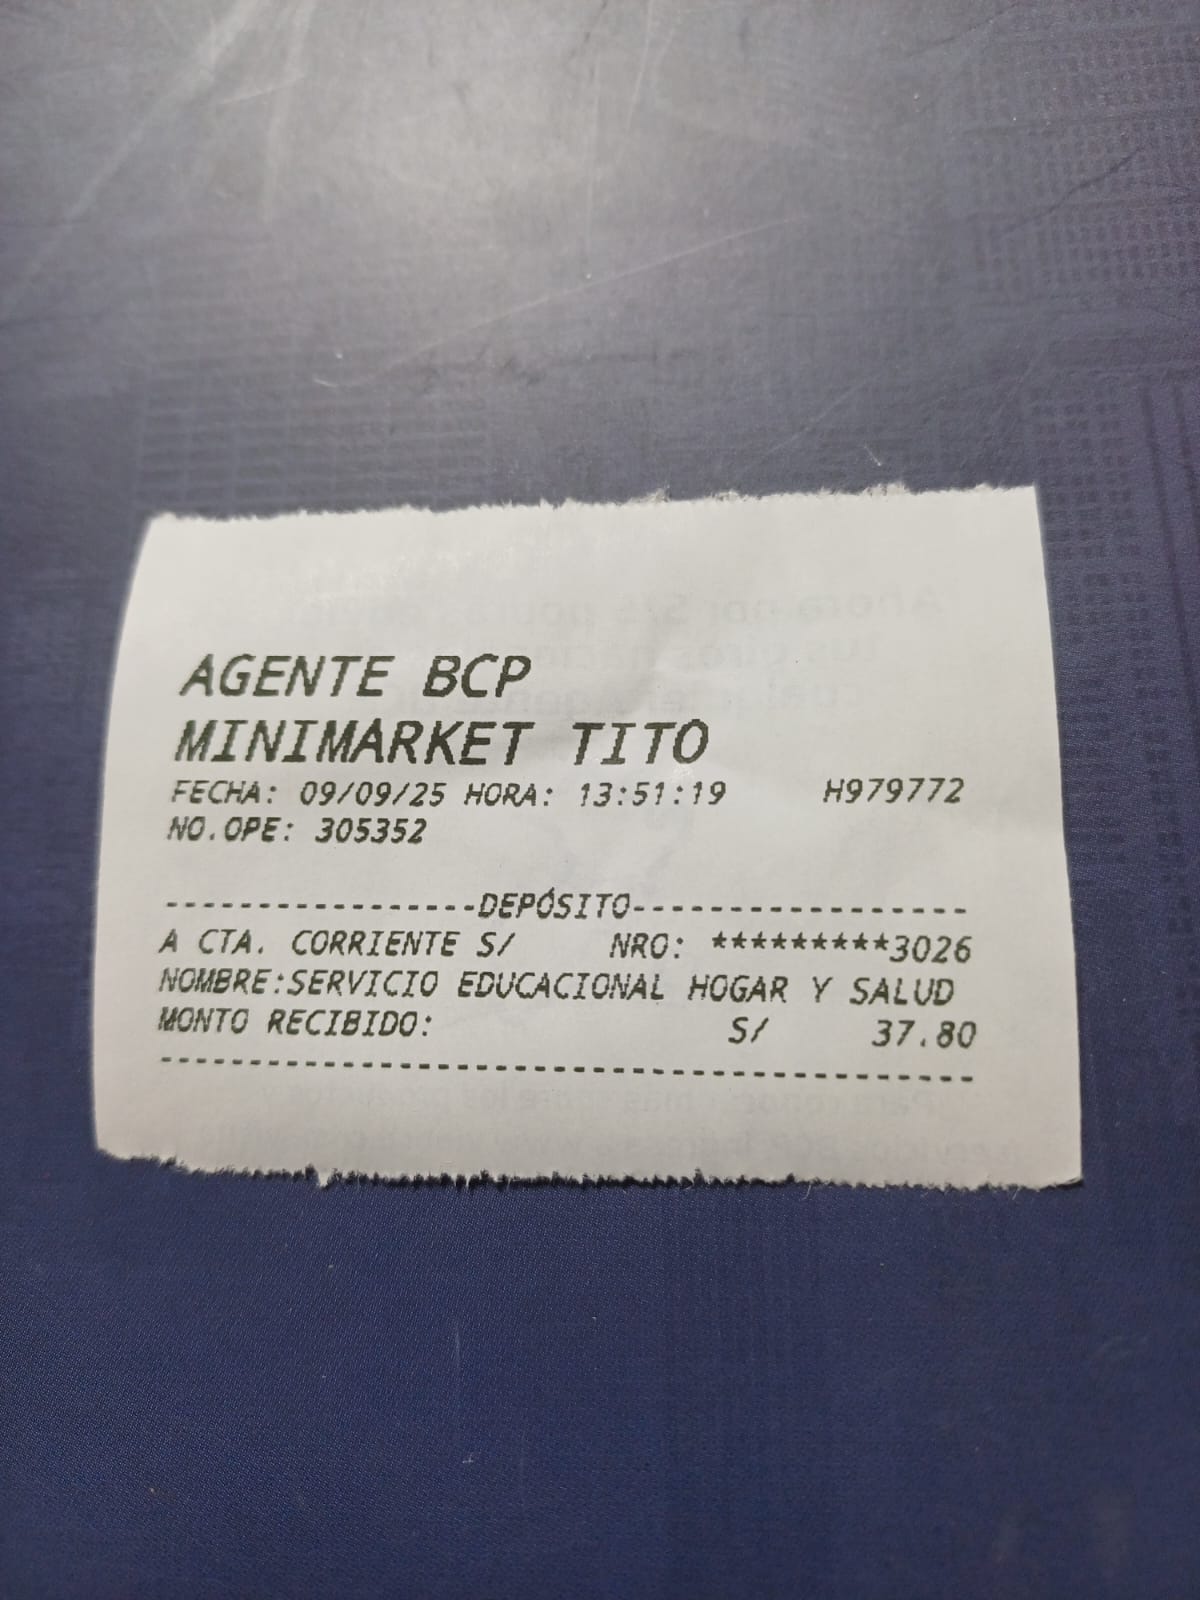 AGENTE BCP
MINIMARKET TITO
FECHA: 09/09/25 HORA: 13:51:19 H979772
NO.OPE: 305352
-----------------DEPÓSITO------------------
A CTA. CORRIENTE S/ NRO: *********3026
NOMBRE:SERVICIO EDUCACIONAL HOGAR Y SALUD
MONTO RECIBIDO: S/ 37.80
--------------------------------------------